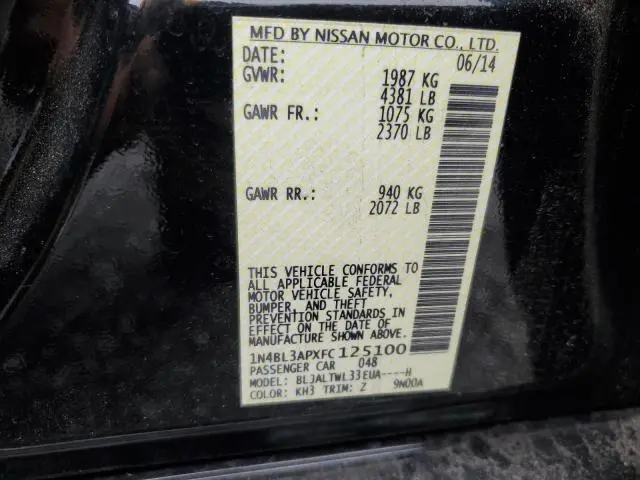 MFD BY NISSAN MOTOR CO., LTD.
DATE: 06/14
GVWR: 1987 KG
4381 LB
GAWR FR.: 1075 KG
2370 LB
GAWR RR.: 940 KG
2072 LB
THIS VEHICLE CONFORMS TO
ALL APPLICABLE FEDERAL
MOTOR VEHICLE SAFETY,
BUMPER, AND THEFT
PREVENTION STANDARDS IN
EFFECT ON THE DATE OF
MANUFACTURE SHOWN ABOVE.
1N4BL3APXFC125100
PASSENGER CAR 048
MODEL: BLJALTWL33EUA----H
COLOR: KH3 TRIM: Z 9N00A